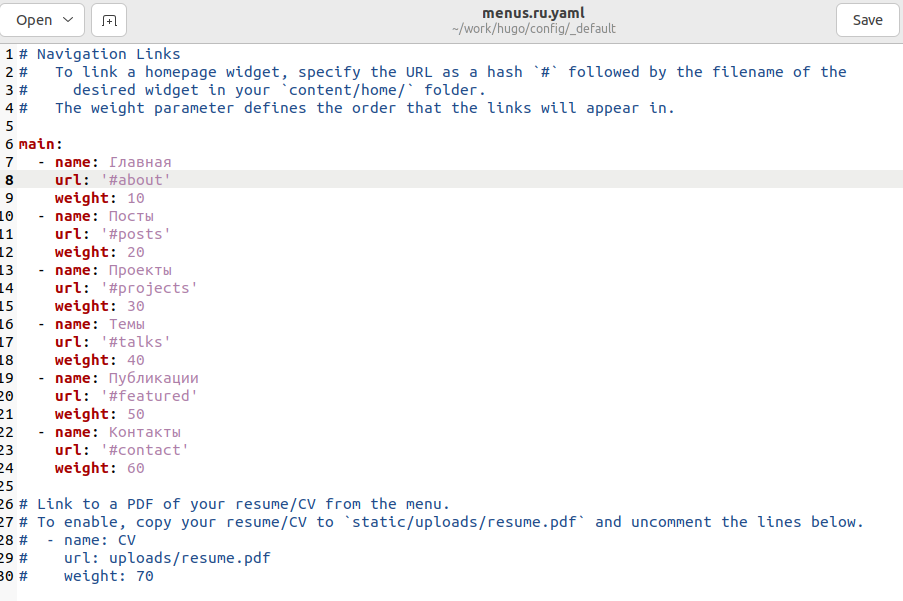 Open
menus.ru.yaml
~/work/hugo/config/_default
Save
1 # Navigation Links
2 #   To link a homepage widget, specify the URL as a hash `#` followed by the filename of the
3 #     desired widget in your `content/home/` folder.
4 #   The weight parameter defines the order that the links will appear in.
5
6 main:
7   - name: Главная
8     url: '#about'
9     weight: 10
10   - name: Посты
11     url: '#posts'
12     weight: 20
13   - name: Проекты
14     url: '#projects'
15     weight: 30
16   - name: Темы
17     url: '#talks'
18     weight: 40
19   - name: Публикации
20     url: '#featured'
21     weight: 50
22   - name: Контакты
23     url: '#contact'
24     weight: 60
25
26 # Link to a PDF of your resume/CV from the menu.
27 # To enable, copy your resume/CV to `static/uploads/resume.pdf` and uncomment the lines below.
28 #  - name: CV
29 #    url: uploads/resume.pdf
30 #    weight: 70